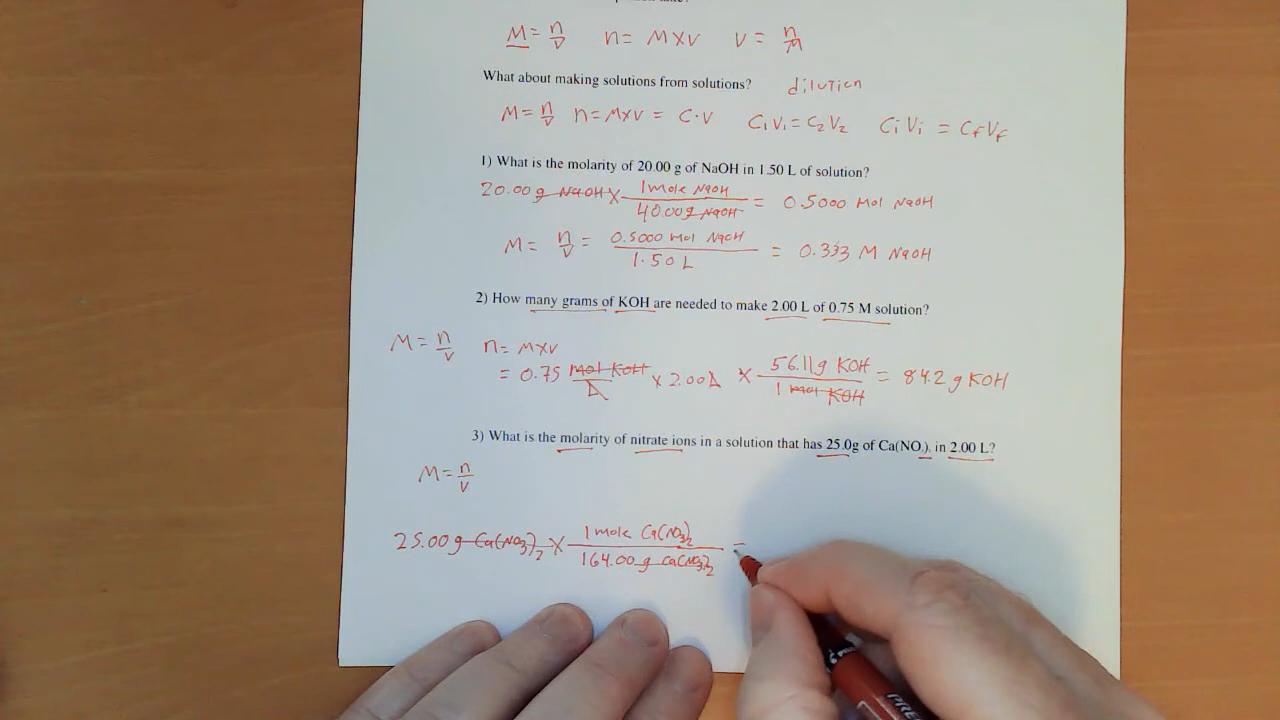 M = n/V n = M×V V = n/M
What about making solutions from solutions? dilution
M = n/V n = M×V = C·V C1V1 = C2V2 CiVi = CfVf
1) What is the molarity of 20.00 g of NaOH in 1.50 L of solution?
20.00 g NaOH × 1 mole NaOH / 40.00 g NaOH = 0.5000 mol NaOH
M = n/V = 0.5000 mol NaOH / 1.50 L = 0.333 M NaOH
2) How many grams of KOH are needed to make 2.00 L of 0.75 M solution?
M = n/V n = M×V
= 0.75 mol KOH / L × 2.00 L × 56.11 g KOH / 1 mol KOH = 84.2 g KOH
3) What is the molarity of nitrate ions in a solution that has 25.0g of Ca(NO3)2 in 2.00 L?
M = n/V
25.00 g Ca(NO3)2 × 1 mole Ca(NO3)2 / 164.00 g Ca(NO3)2 =